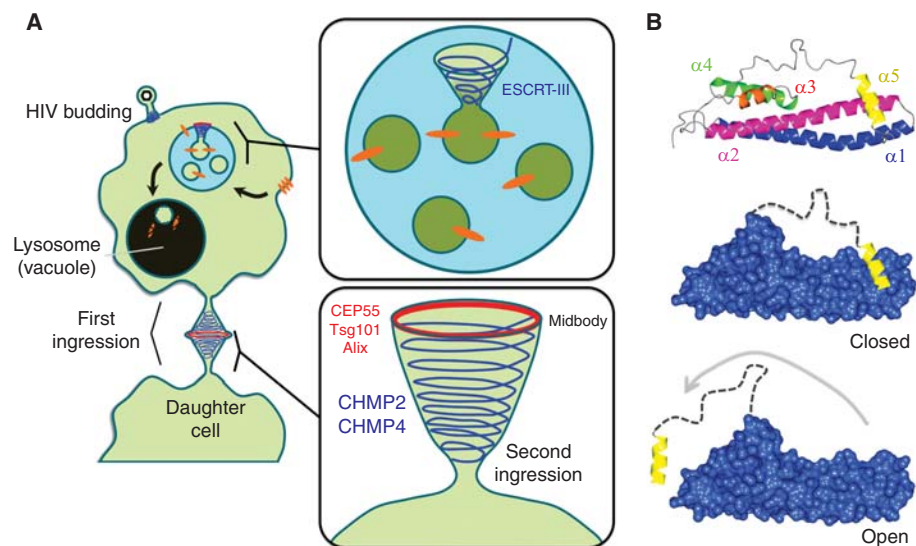 A
HIV budding
Lysosome
(vacuole)
First
ingression
Daughter
cell
ESCRT-III
CEP55
Tsg101
Alix
Midbody
CHMP2
CHMP4
Second
ingression
B
α4
α3
α5
α2
α1
Closed
Open